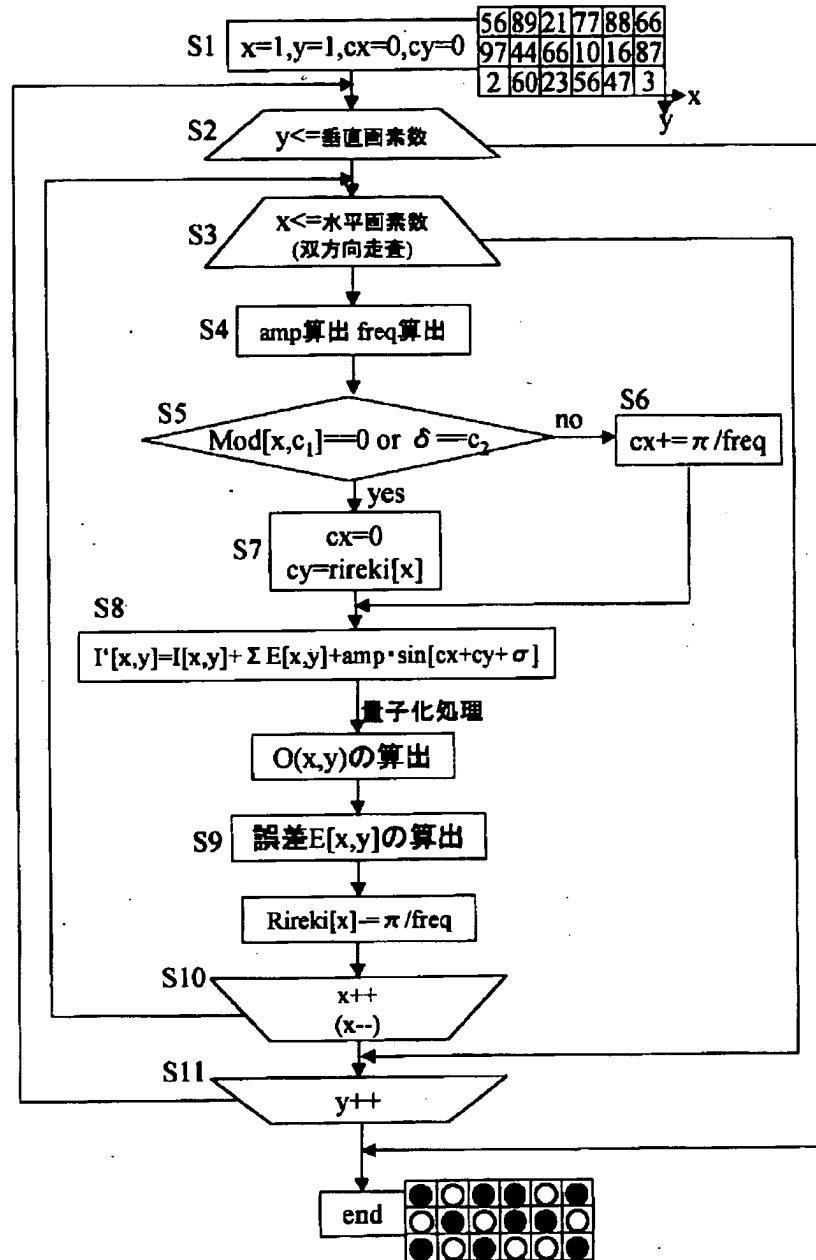 S1
x=1,y=1,cx=0,cy=0
56 89 21 77 88 66
97 44 66 10 16 87
2 60 23 56 47 3
x
y
S2
y<=垂直画素数
S3
x<=水平画素数
(双方向走査)
S4
amp算出 freq算出
S5
Mod[x,c₁]==0 or δ==c₂
no
S6
cx+=π/freq
yes
S7
cx=0
cy=rireki[x]
S8
I'[x,y]=I[x,y]+ΣE[x,y]+amp·sin[cx+cy+σ]
量子化処理
O(x,y)の算出
S9
誤差E[x,y]の算出
Rireki[x]-=π/freq
S10
x++
(x--)
S11
y++
end